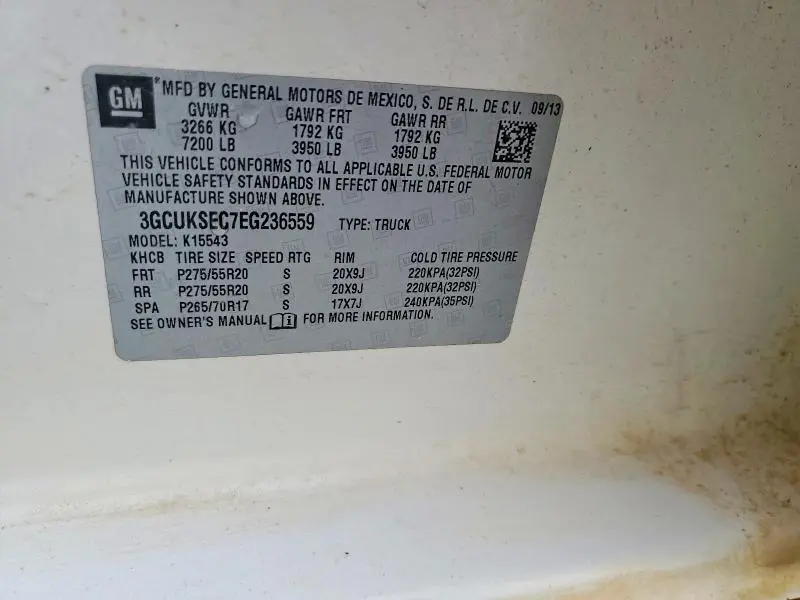 GM
*MFD BY GENERAL MOTORS DE MEXICO, S. DE R.L. DE C.V. 09/13
GVWR GAWR FRT GAWR RR
3266 KG 1792 KG 1792 KG
7200 LB 3950 LB 3950 LB
THIS VEHICLE CONFORMS TO ALL APPLICABLE U.S. FEDERAL MOTOR
VEHICLE SAFETY STANDARDS IN EFFECT ON THE DATE OF
MANUFACTURE SHOWN ABOVE.
3GCUKSEC7EG236559 TYPE: TRUCK
MODEL: K15543
KHCB TIRE SIZE SPEED RTG RIM COLD TIRE PRESSURE
FRT P275/55R20 S 20X9J 220KPA(32PSI)
RR P275/55R20 S 20X9J 220KPA(32PSI)
SPA P265/70R17 S 17X7J 240KPA(35PSI)
SEE OWNER'S MANUAL FOR MORE INFORMATION.